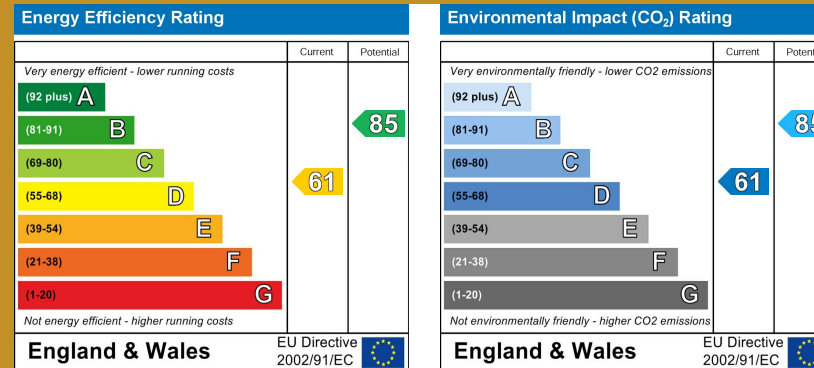 Energy Efficiency Rating
Current Potential
Very energy efficient - lower running costs
(92 plus) A
(81-91) B
85
(69-80) C
61
(55-68) D
(39-54) E
(21-38) F
(1-20) G
Not energy efficient - higher running costs
England & Wales
EU Directive
2002/91/EC
Environmental Impact (CO₂) Rating
Current Potent
Very environmentally friendly - lower CO2 emissions
(92 plus) A
(81-91) B
85
(69-80) C
61
(55-68) D
(39-54) E
(21-38) F
(1-20) G
Not environmentally friendly - higher CO2 emissions
England & Wales
EU Directive
2002/91/EC